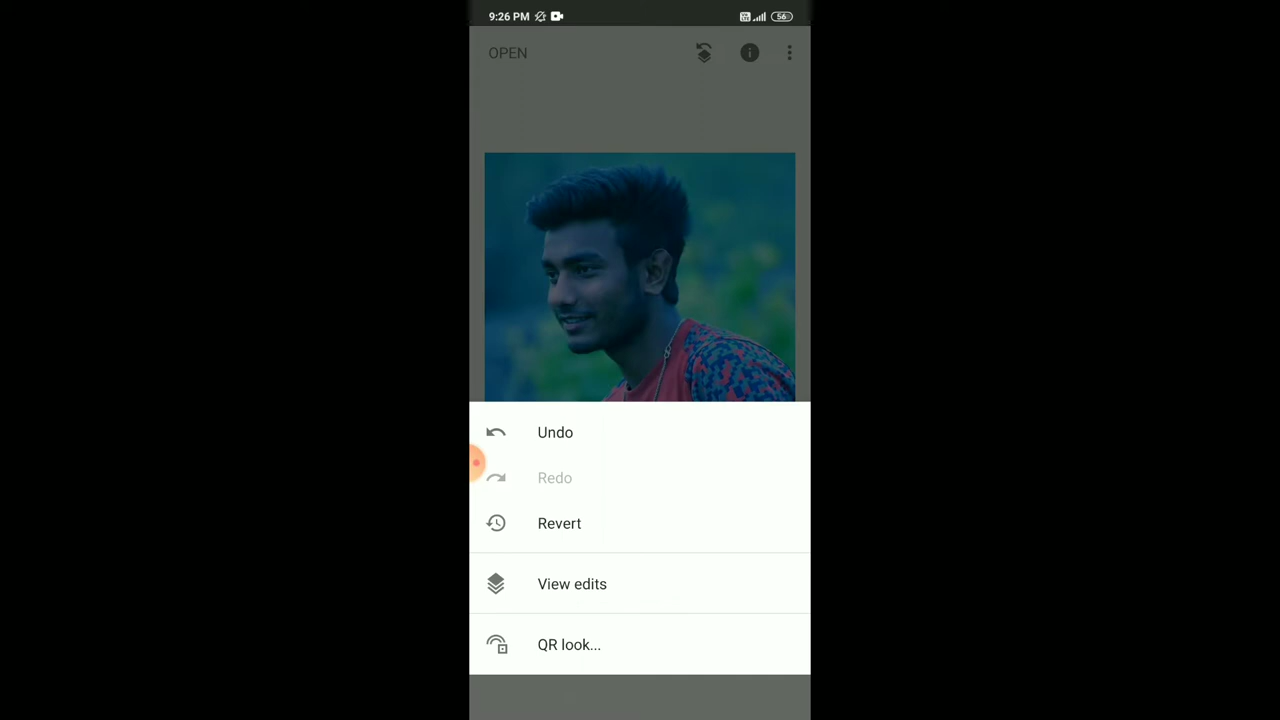 9:26 PM 56
OPEN
Undo
Redo
Revert
View edits
QR look...